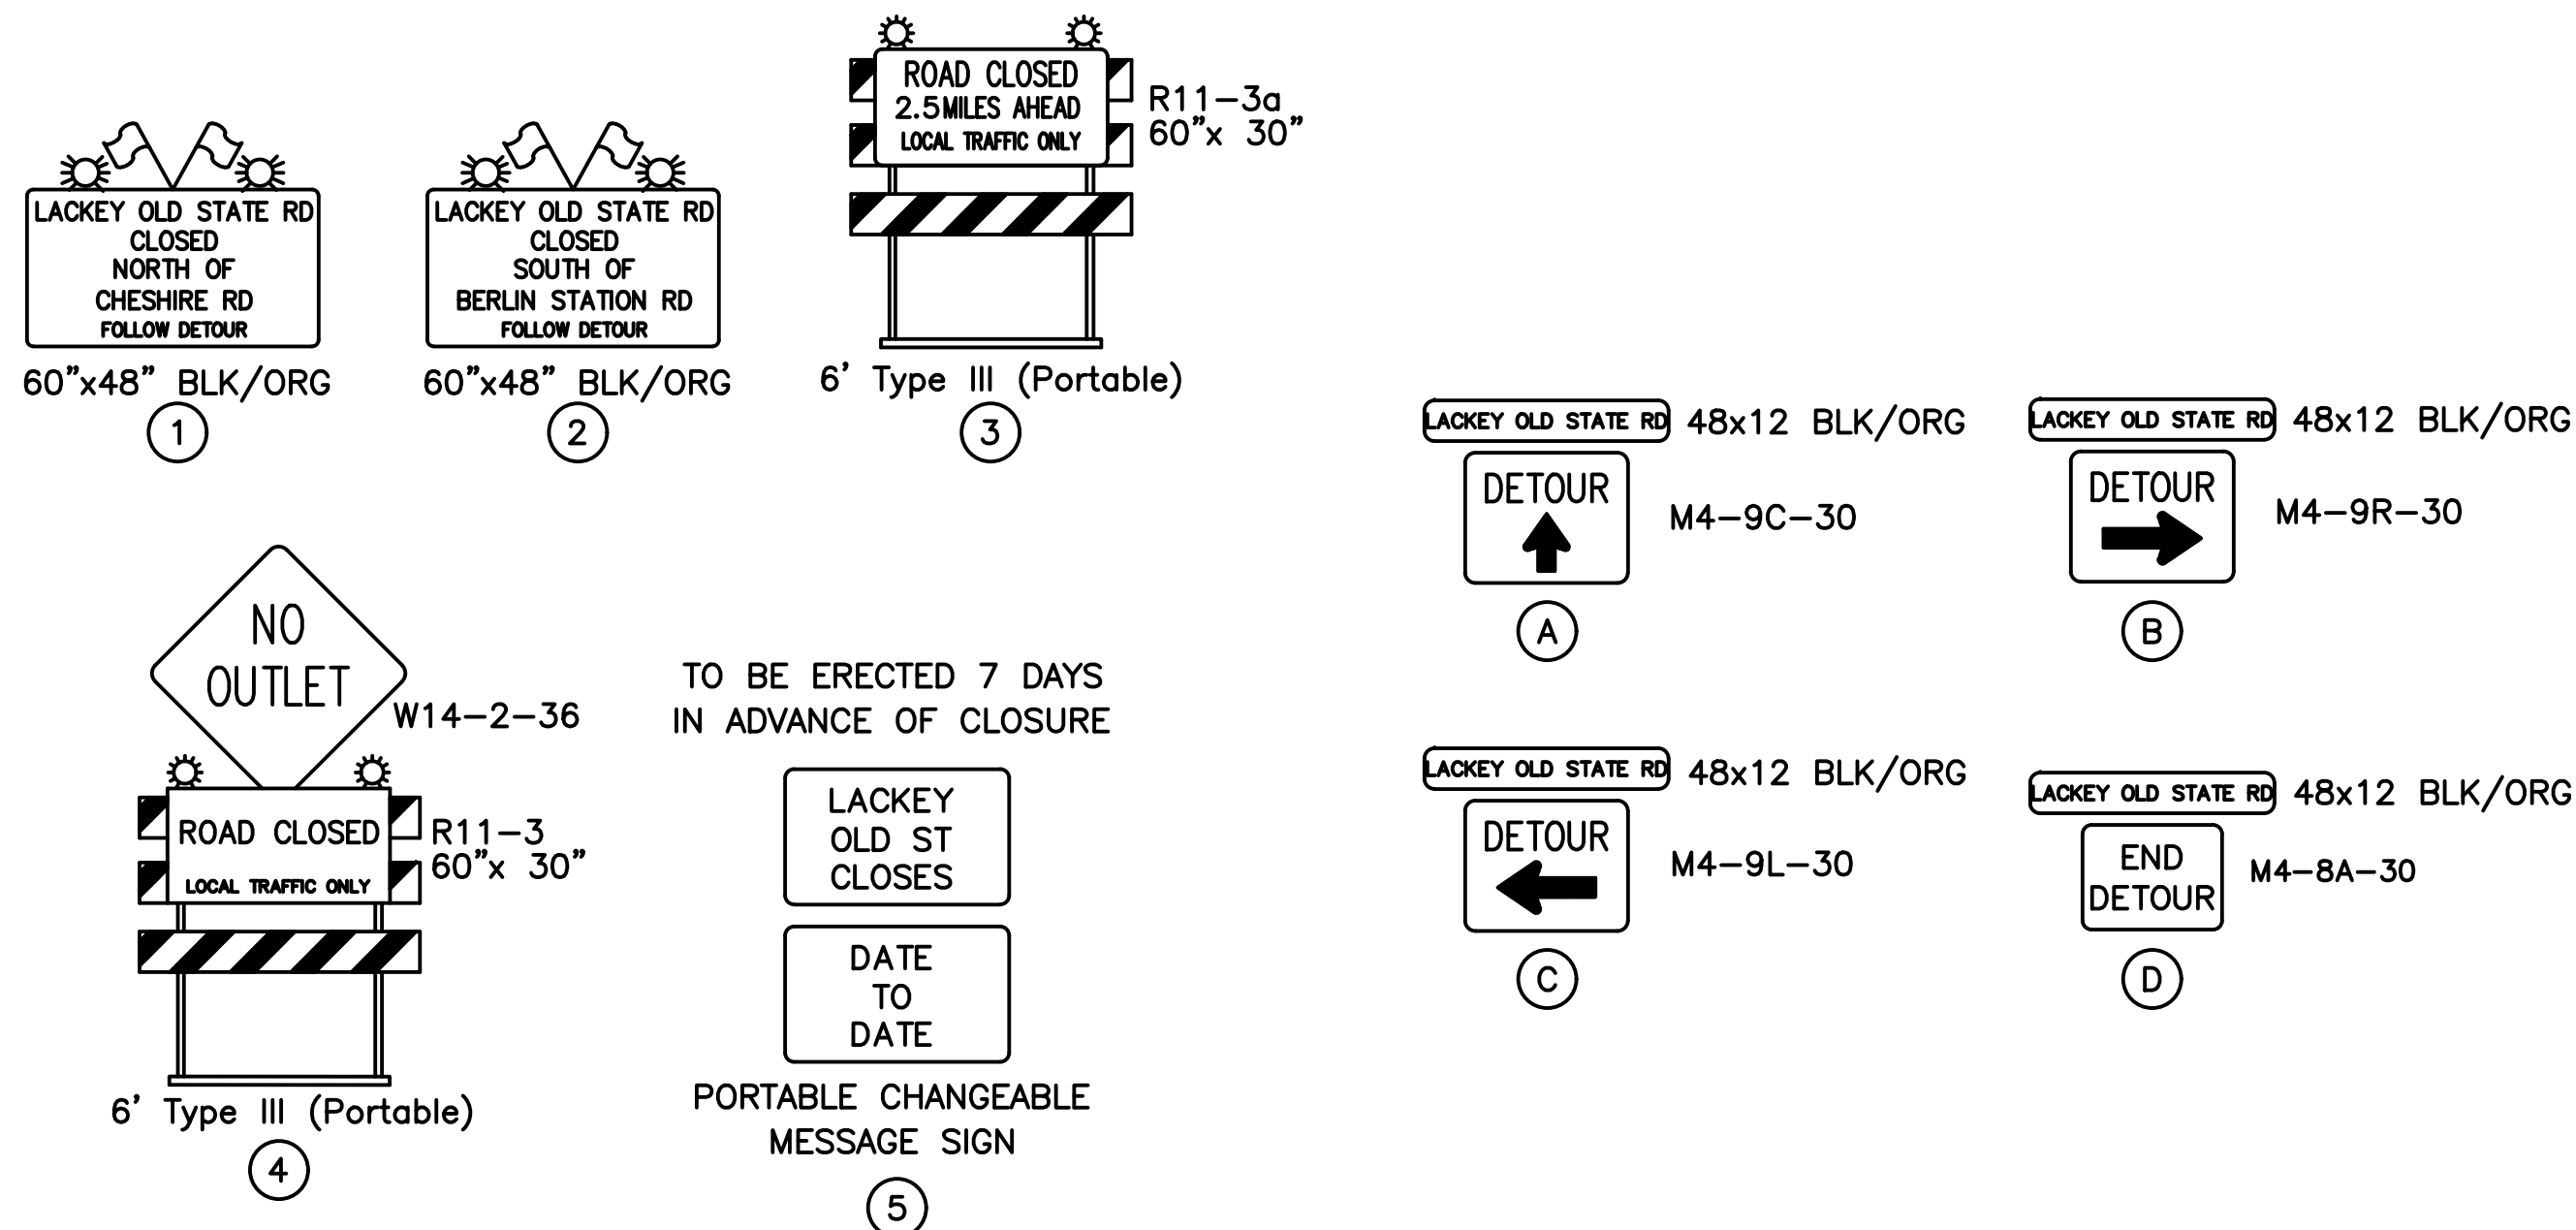 LACKEY OLD STATE RD
CLOSED
NORTH OF
CHESHIRE RD
FOLLOW DETOUR
60"x48" BLK/ORG
1
LACKEY OLD STATE RD
CLOSED
SOUTH OF
BERLIN STATION RD
FOLLOW DETOUR
60"x48" BLK/ORG
2
ROAD CLOSED
2.5 MILES AHEAD
LOCAL TRAFFIC ONLY
R11-3a
60"x 30"
6' Type III (Portable)
3
NO
OUTLET
W14-2-36
ROAD CLOSED
LOCAL TRAFFIC ONLY
R11-3
60"x 30"
6' Type III (Portable)
4
TO BE ERECTED 7 DAYS
IN ADVANCE OF CLOSURE
LACKEY
OLD ST
CLOSES
DATE
TO
DATE
PORTABLE CHANGEABLE
MESSAGE SIGN
5
LACKEY OLD STATE RD 48x12 BLK/ORG
DETOUR
M4-9C-30
A
LACKEY OLD STATE RD 48x12 BLK/ORG
DETOUR
M4-9R-30
B
LACKEY OLD STATE RD 48x12 BLK/ORG
DETOUR
M4-9L-30
C
LACKEY OLD STATE RD 48x12 BLK/ORG
END
DETOUR
M4-8A-30
D